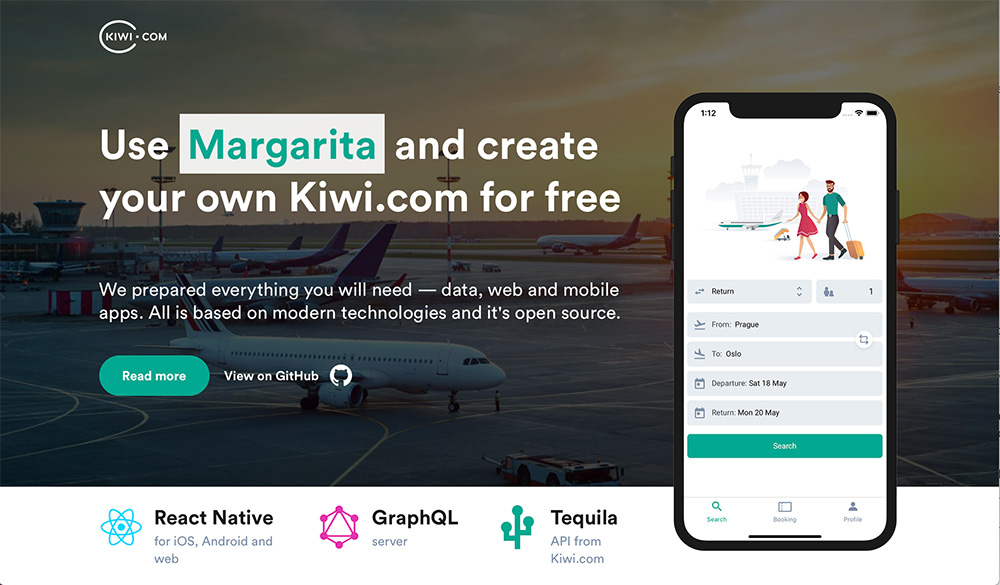 KIWI·COM
Use Margarita and create
your own Kiwi.com for free
We prepared everything you will need — data, web and mobile
apps. All is based on modern technologies and it's open source.
Read more
View on GitHub
1:12
Return
1
From: Prague
To: Oslo
Departure: Sat 18 May
Return: Mon 20 May
Search
Search
Booking
Profile
React Native
for iOS, Android and
web
GraphQL
server
Tequila
API from
Kiwi.com